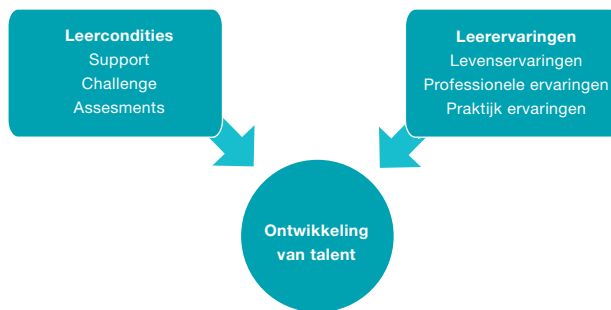 Leercondities
Support
Challenge
Assesments
Leerervaringen
Levenservaringen
Professionele ervaringen
Praktijk ervaringen
Ontwikkeling
van talent